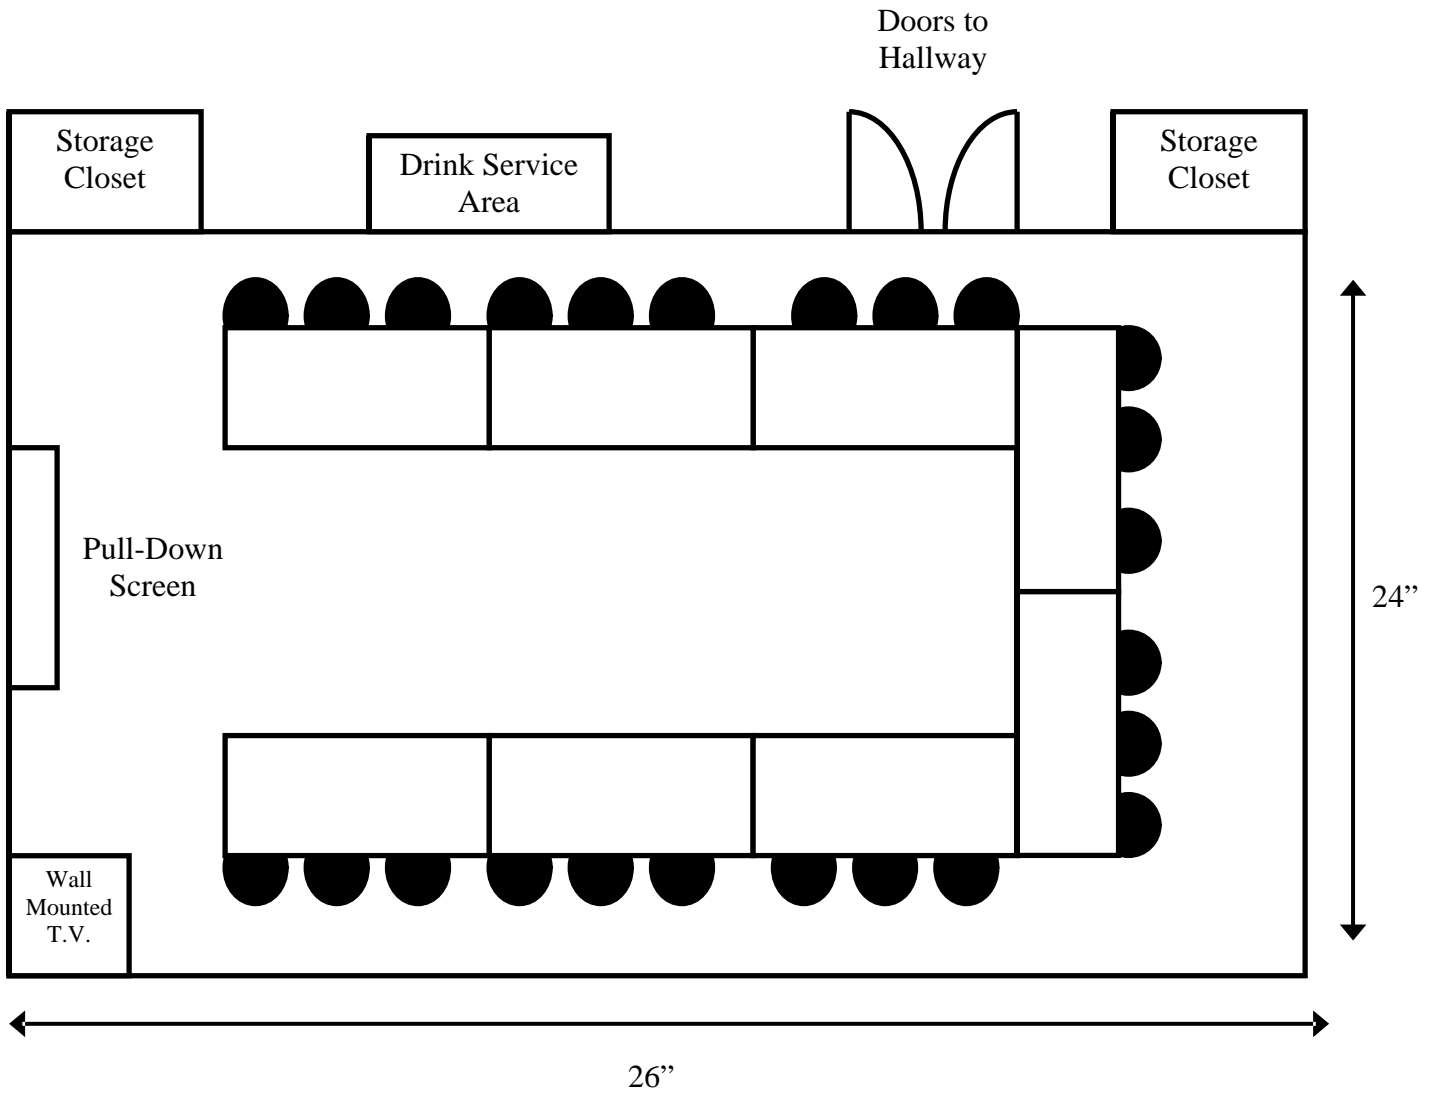 Doors to
Hallway
Storage
Closet
Drink Service
Area
Storage
Closet
Pull-Down
Screen
24”
Wall
Mounted
T.V.
26”